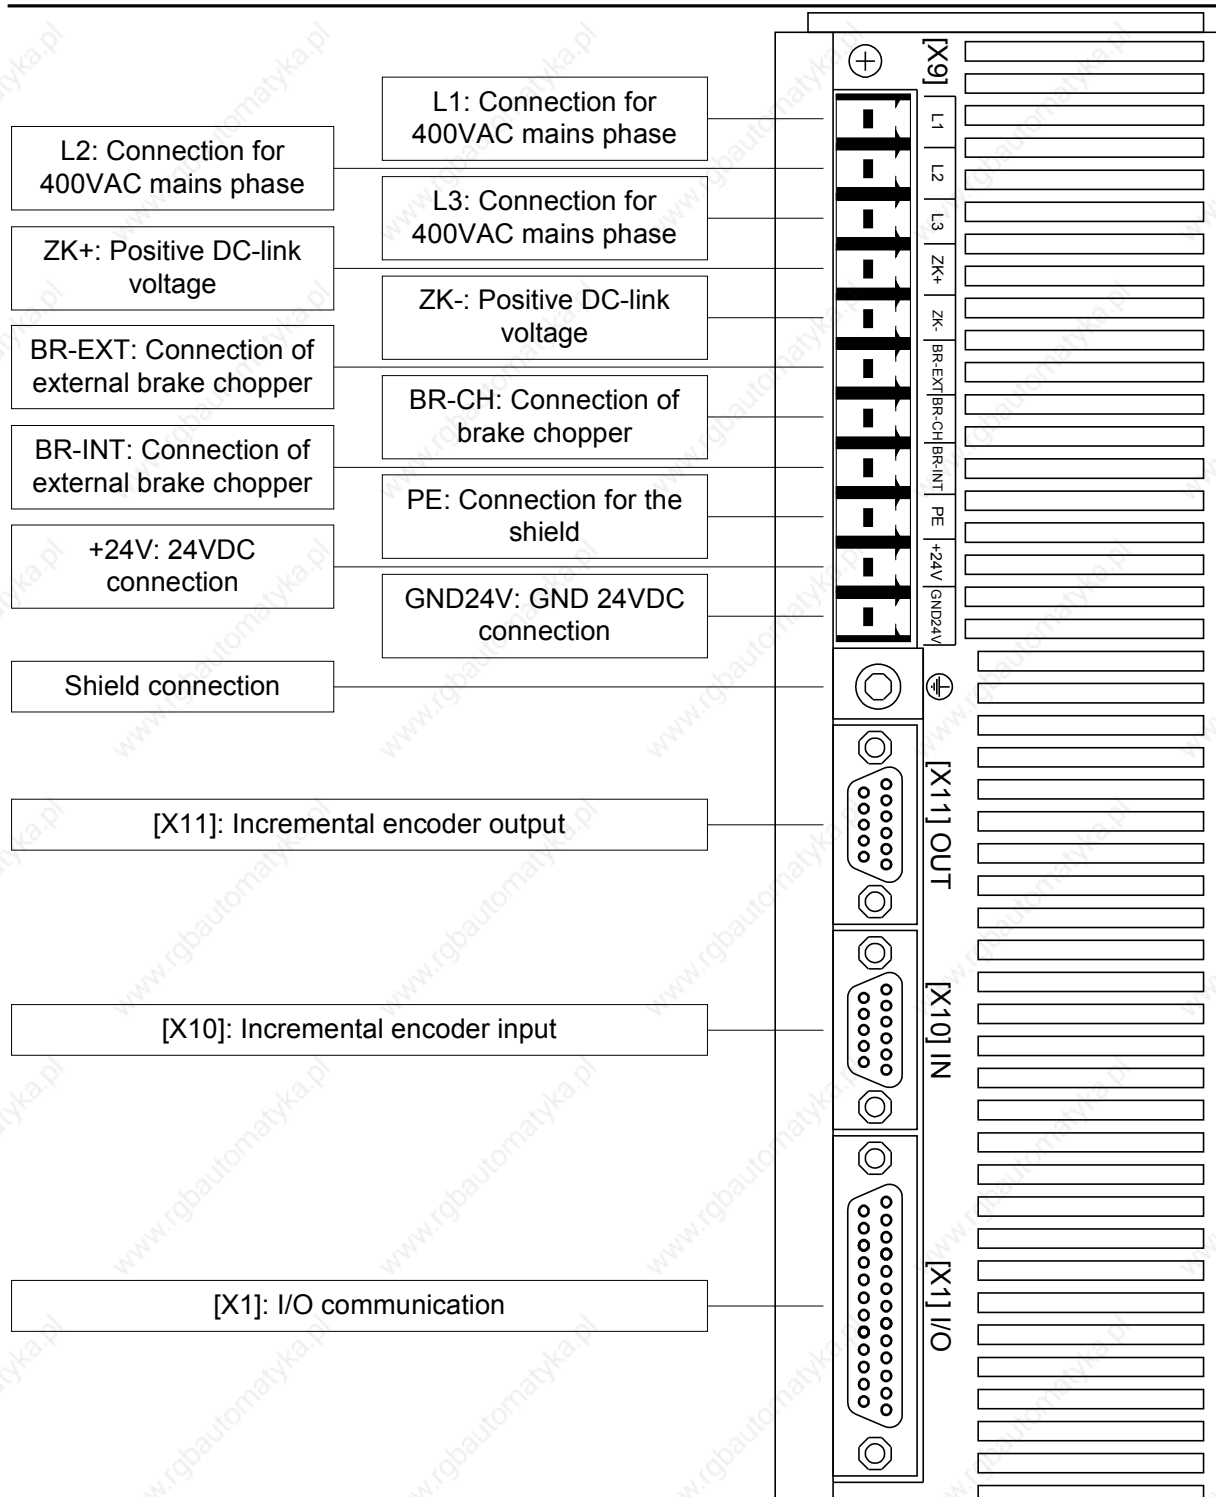 [X9]
L1: Connection for
400VAC mains phase
L1
L2: Connection for
400VAC mains phase
L2
L3: Connection for
400VAC mains phase
L3
ZK+: Positive DC-link
voltage
ZK+
ZK-: Positive DC-link
voltage
ZK-
BR-EXT: Connection of
external brake chopper
BR-EXT
BR-CH: Connection of
brake chopper
BR-CH
BR-INT: Connection of
external brake chopper
BR-INT
PE: Connection for the
shield
PE
+24V: 24VDC
connection
+24V
GND24V: GND 24VDC
connection
GND24V
Shield connection
[X11]: Incremental encoder output
[X11] OUT
[X10]: Incremental encoder input
[X10] IN
[X1]: I/O communication
[X1] I/O
www.rgbautomatyka.pl